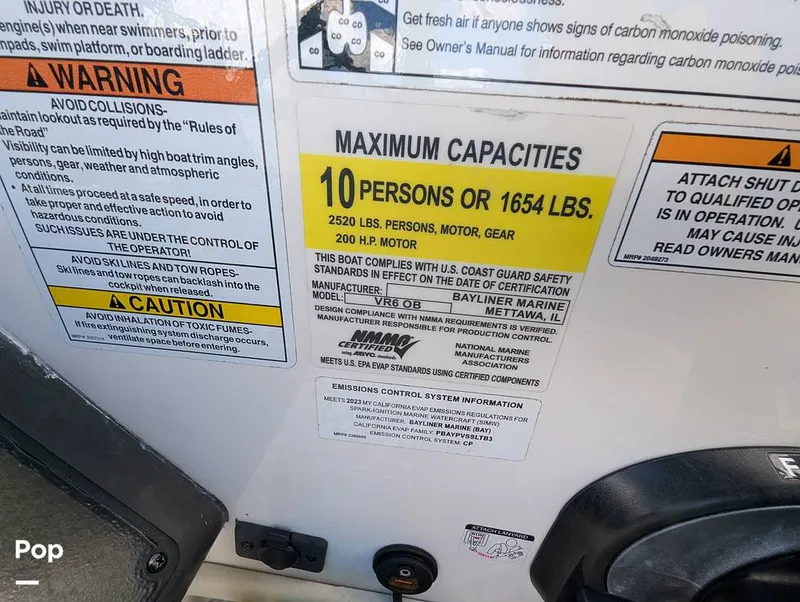 INJURY OR DEATH.
engine(s) when near swimmers, prior to
mpads, swim platform, or boarding ladder.
WARNING
AVOID COLLISIONS-
aintain lookout as required by the "Rules of
the Road"
Visibility can be limited by high boat trim angles,
persons, gear, weather and atmospheric
conditions.
• At all times proceed at a safe speed, in order to
take proper and effective action to avoid
hazardous conditions.
SUCH ISSUES ARE UNDER THE CONTROL OF
THE OPERATOR!
AVOID SKI LINES AND TOW ROPES-
Ski lines and tow ropes can backlash into the
cockpit when released.
CAUTION
AVOID INHALATION OF TOXIC FUMES-
If fire extinguishing system discharge occurs,
ventilate space before entering.
CO CO CO CO CO
Get fresh air if anyone shows signs of carbon monoxide poisoning.
See Owner's Manual for information regarding carbon monoxide poi
MAXIMUM CAPACITIES
10 PERSONS OR 1654 LBS.
2520 LBS. PERSONS, MOTOR, GEAR
200 H.P. MOTOR
THIS BOAT COMPLIES WITH U.S. COAST GUARD SAFETY
STANDARDS IN EFFECT ON THE DATE OF CERTIFICATION
MANUFACTURER: BAYLINER MARINE
MODEL: VR6 OB METTAWA, IL
DESIGN COMPLIANCE WITH NMMA REQUIREMENTS IS VERIFIED.
MANUFACTURER RESPONSIBLE FOR PRODUCTION CONTROL.
NMMA
CERTIFIED
using ABYC standards
NATIONAL MARINE
MANUFACTURERS
ASSOCIATION
MEETS U.S. EPA EVAP STANDARDS USING CERTIFIED COMPONENTS
EMISSIONS CONTROL SYSTEM INFORMATION
MEETS 2023 MY CALIFORNIA EVAP EMISSIONS REGULATIONS FOR
SPARK-IGNITION MARINE WATERCRAFT (SIMW)
MANUFACTURER: BAYLINER MARINE (BAY)
CALIFORNIA EVAP FAMILY: PBAYPVSSLTB3
EMISSION CONTROL SYSTEM: CP
ATTACH SHUT D
TO QUALIFIED OP
IS IN OPERATION. U
MAY CAUSE INJ
READ OWNERS MAN
MRP# 2049273
ATTACH LANYARD
Pop